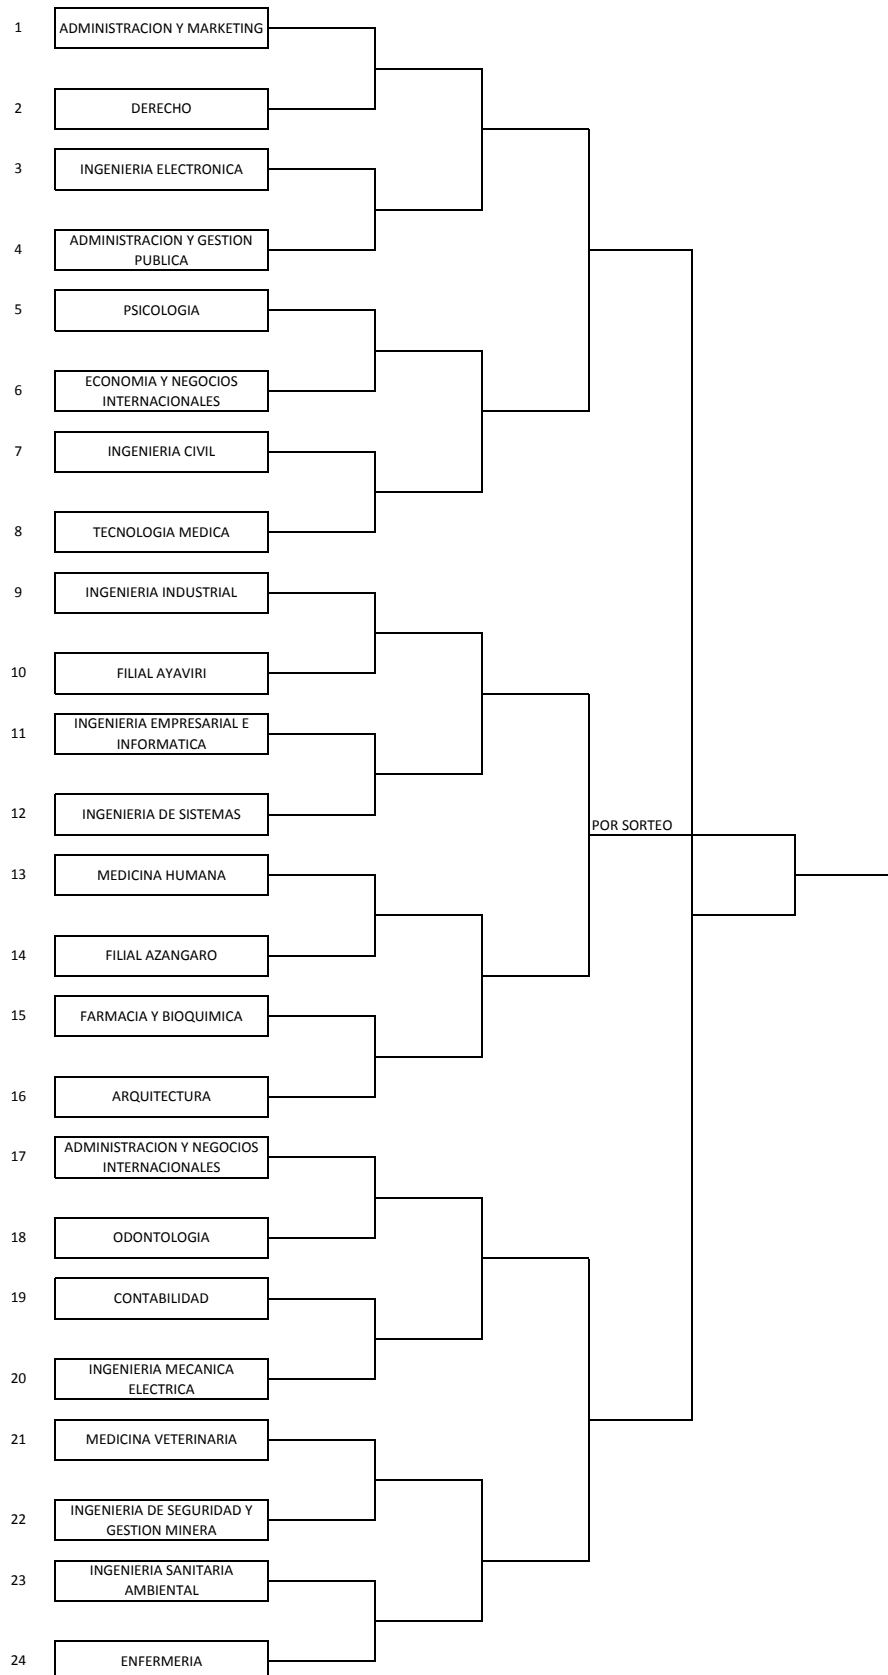 1 ADMINISTRACION Y MARKETING
2 DERECHO
3 INGENIERIA ELECTRONICA
4 ADMINISTRACION Y GESTION
PUBLICA
5 PSICOLOGIA
6 ECONOMIA Y NEGOCIOS
INTERNACIONALES
7 INGENIERIA CIVIL
8 TECNOLOGIA MEDICA
9 INGENIERIA INDUSTRIAL
10 FILIAL AYAVIRI
11 INGENIERIA EMPRESARIAL E
INFORMATICA
12 INGENIERIA DE SISTEMAS
POR SORTEO
13 MEDICINA HUMANA
14 FILIAL AZANGARO
15 FARMACIA Y BIOQUIMICA
16 ARQUITECTURA
17 ADMINISTRACION Y NEGOCIOS
INTERNACIONALES
18 ODONTOLOGIA
19 CONTABILIDAD
20 INGENIERIA MECANICA
ELECTRICA
21 MEDICINA VETERINARIA
22 INGENIERIA DE SEGURIDAD Y
GESTION MINERA
23 INGENIERIA SANITARIA
AMBIENTAL
24 ENFERMERIA